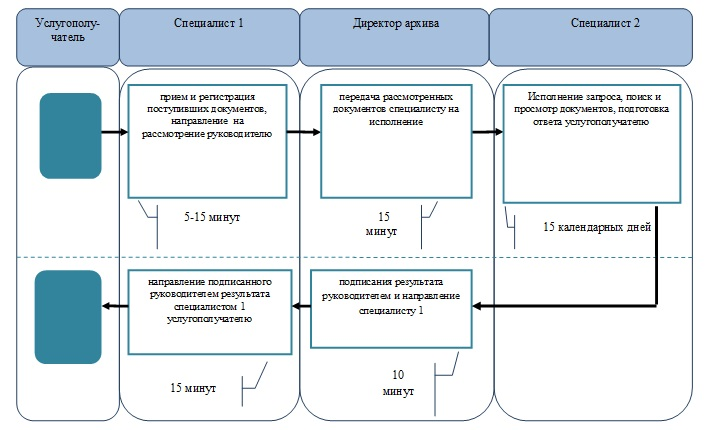 Услугополу-
чатель
Специалист 1
Директор архива
Специалист 2
прием и регистрация
поступивших документов,
направление на
рассмотрение руководителю
передача рассмотренных
документов специалисту на
исполнение
Исполнение запроса, поиск и
просмотр документов, подготовка
ответа услугополучателю
5-15 минут
15
минут
15 календарных дней
направление подписанного
руководителем результата
специалистом 1
услугополучателю
подписания результата
руководителем и направление
специалисту 1
15 минут
10
минут